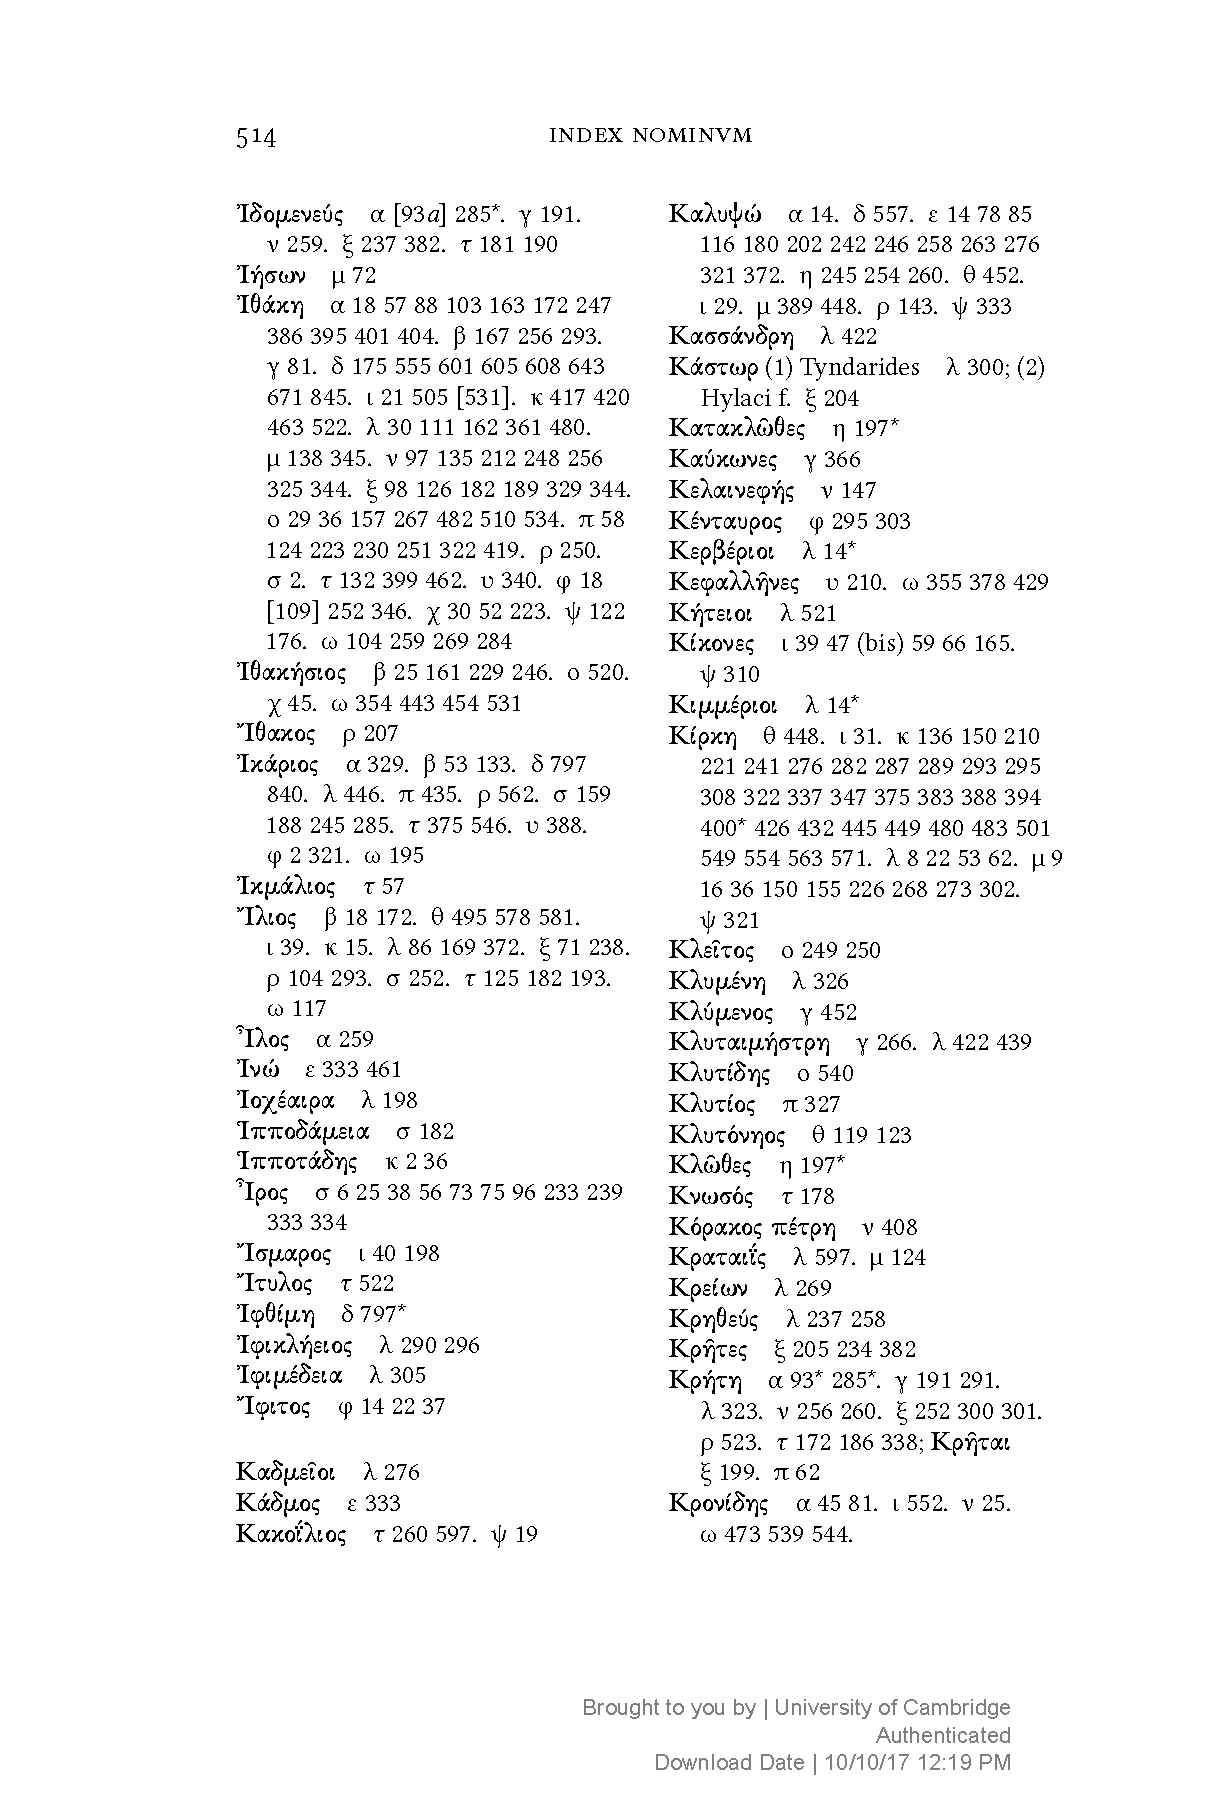 514
INDEX NOMINVM
Ἰδομενεύς α [93a] 285*. γ 191.
ν 259. ξ 237 382. τ 181 190
Ἰήσων μ 72
Ἰθάκη α 18 57 88 103 163 172 247
386 395 401 404. β 167 256 293.
γ 81. δ 175 555 601 605 608 643
671 845. ι 21 505 [531]. κ 417 420
463 522. λ 30 111 162 361 480.
μ 138 345. ν 97 135 212 248 256
325 344. ξ 98 126 182 189 329 344.
ο 29 36 157 267 482 510 534. π 58
124 223 230 251 322 419. ρ 250.
σ 2. τ 132 399 462. υ 340. φ 18
[109] 252 346. χ 30 52 223. ψ 122
176. ω 104 259 269 284
Ἰθακήσιος β 25 161 229 246. ο 520.
χ 45. ω 354 443 454 531
Ἴθακος ρ 207
Ἰκάριος α 329. β 53 133. δ 797
840. λ 446. π 435. ρ 562. σ 159
188 245 285. τ 375 546. υ 388.
φ 2 321. ω 195
Ἰκμάλιος τ 57
Ἴλιος β 18 172. θ 495 578 581.
ι 39. κ 15. λ 86 169 372. ξ 71 238.
ρ 104 293. σ 252. τ 125 182 193.
ω 117
Ἶλος α 259
Ἰνώ ε 333 461
Ἰοχέαιρα λ 198
Ἱπποδάμεια σ 182
Ἱπποτάδης κ 2 36
Ἶρος σ 6 25 38 56 73 75 96 233 239
333 334
Ἴσμαρος ι 40 198
Ἴτυλος τ 522
Ἰφθίμη δ 797*
Ἰφικλήειος λ 290 296
Ἰφιμέδεια λ 305
Ἴφιτος φ 14 22 37
Καδμεῖοι λ 276
Κάδμος ε 333
Κακοΐλιος τ 260 597. ψ 19
Καλυψώ α 14. δ 557. ε 14 78 85
116 180 202 242 246 258 263 276
321 372. η 245 254 260. θ 452.
ι 29. μ 389 448. ρ 143. ψ 333
Κασσάνδρη λ 422
Κάστωρ (1) Tyndarides λ 300; (2)
Hylaci f. ξ 204
Κατακλῶθες η 197*
Καύκωνες γ 366
Κελαινεφής ν 147
Κένταυρος φ 295 303
Κερβέριοι λ 14*
Κεφαλλῆνες υ 210. ω 355 378 429
Κήτειοι λ 521
Κίκονες ι 39 47 (bis) 59 66 165.
ψ 310
Κιμμέριοι λ 14*
Κίρκη θ 448. ι 31. κ 136 150 210
221 241 276 282 287 289 293 295
308 322 337 347 375 383 388 394
400* 426 432 445 449 480 483 501
549 554 563 571. λ 8 22 53 62. μ 9
16 36 150 155 226 268 273 302.
ψ 321
Κλεῖτος ο 249 250
Κλυμένη λ 326
Κλύμενος γ 452
Κλυταιμήστρη γ 266. λ 422 439
Κλυτίδης ο 540
Κλυτίος π 327
Κλυτόνηος θ 119 123
Κλῶθες η 197*
Κνωσός τ 178
Κόρακος πέτρη ν 408
Κραταιΐς λ 597. μ 124
Κρείων λ 269
Κρηθεύς λ 237 258
Κρῆτες ξ 205 234 382
Κρήτη α 93* 285*. γ 191 291.
λ 323. ν 256 260. ξ 252 300 301.
ρ 523. τ 172 186 338; Κρῆται
ξ 199. π 62
Κρονίδης α 45 81. ι 552. ν 25.
ω 473 539 544.
Brought to you by | University of Cambridge
Authenticated
Download Date | 10/10/17 12:19 PM